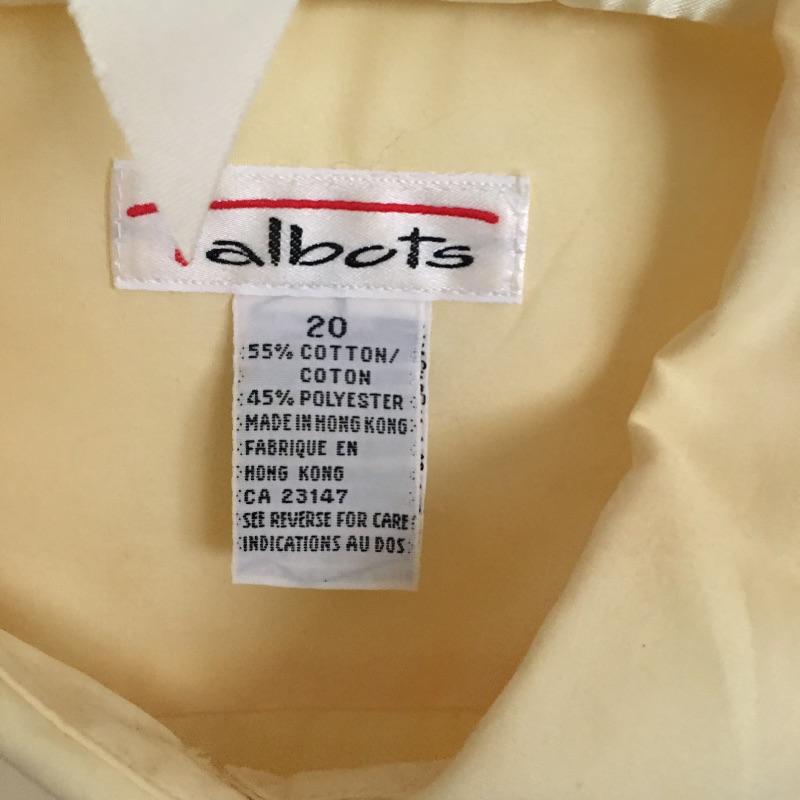 Talbots
20
55% COTTON/
COTON
45% POLYESTER
MADE IN HONG KONG
FABRIQUE EN
HONG KONG
CA 23147
SEE REVERSE FOR CARE
INDICATIONS AU DOS